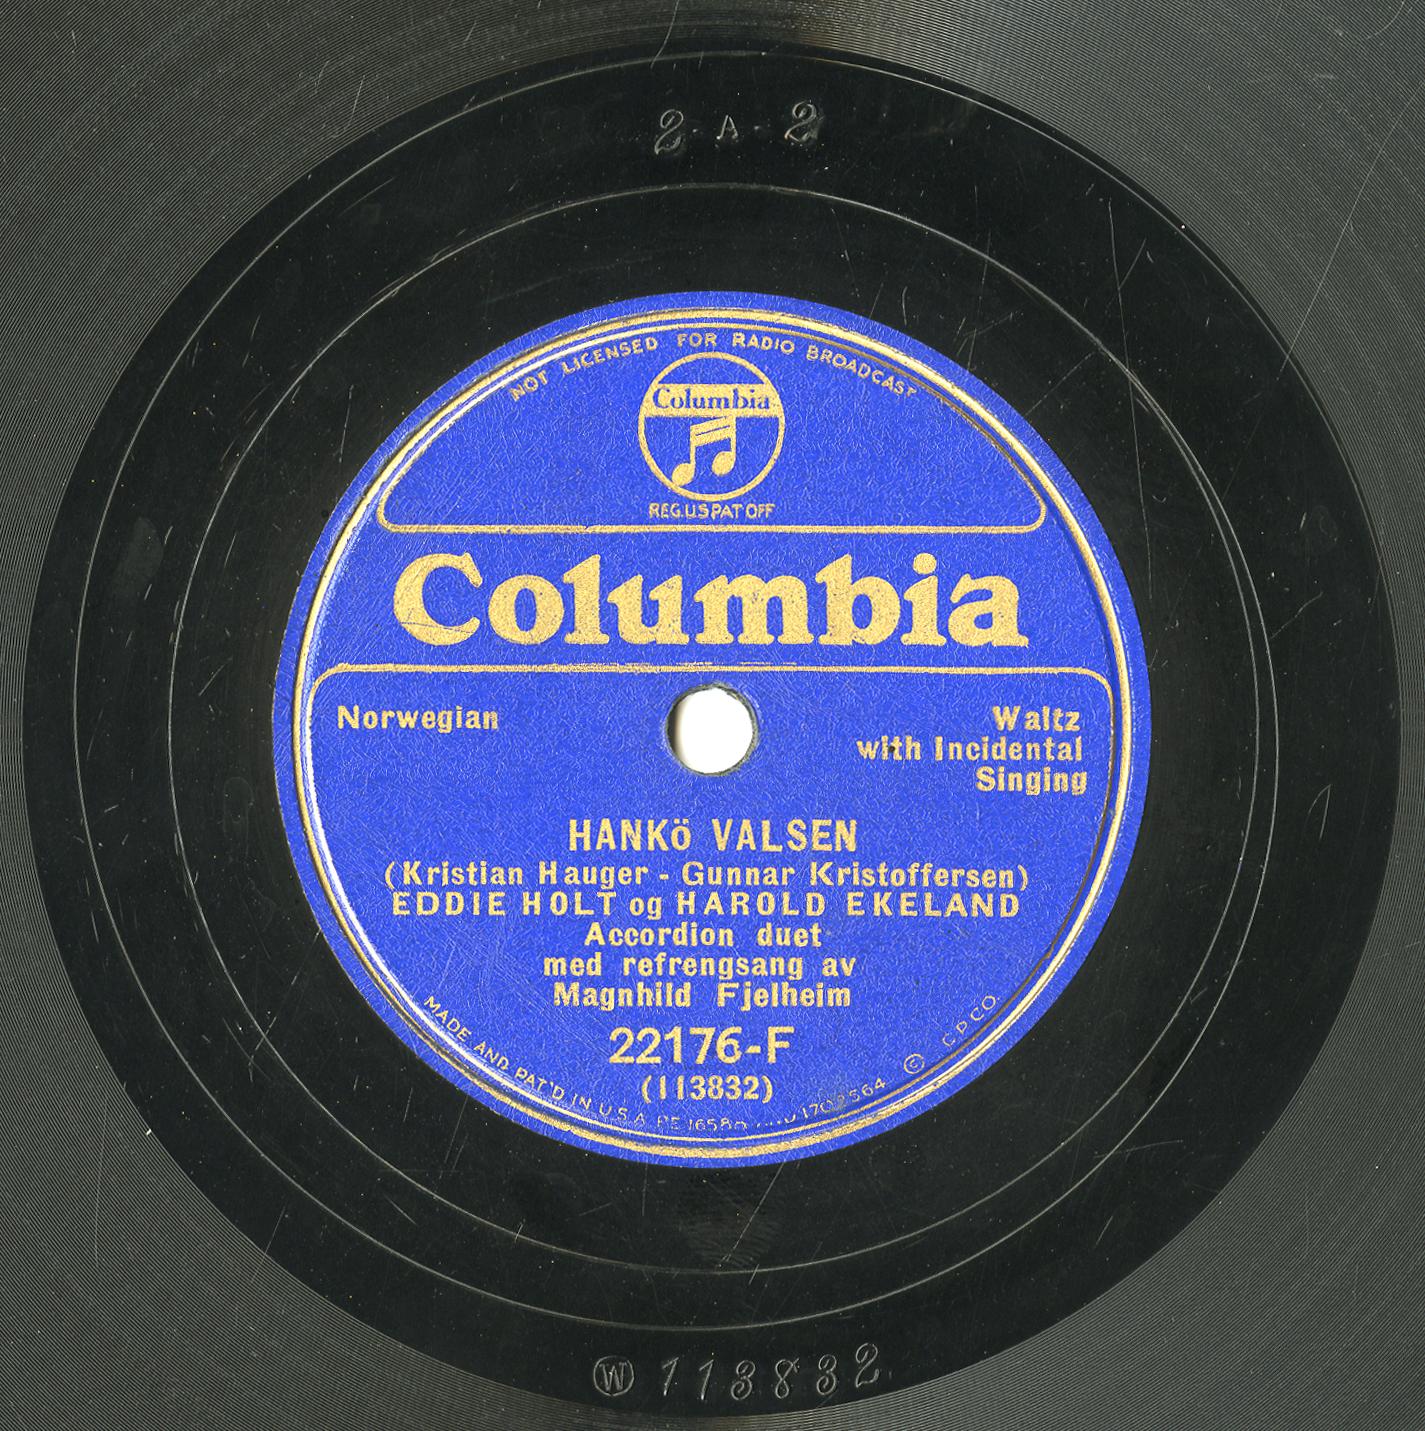 2-A-2
NOT LICENSED FOR RADIO BROADCAST
Columbia
REG.U.S.PAT.OFF
Columbia
Norwegian
Waltz
with Incidental
Singing
HANKö VALSEN
(Kristian Hauger - Gunnar Kristoffersen)
EDDIE HOLT og HAROLD EKELAND
Accordion duet
med refrengsang av
Magnhild Fjelheim
22176-F
(113832)
MADE AND PAT'D IN U.S.A. RE 1658 © C.P.CO.
W 113832